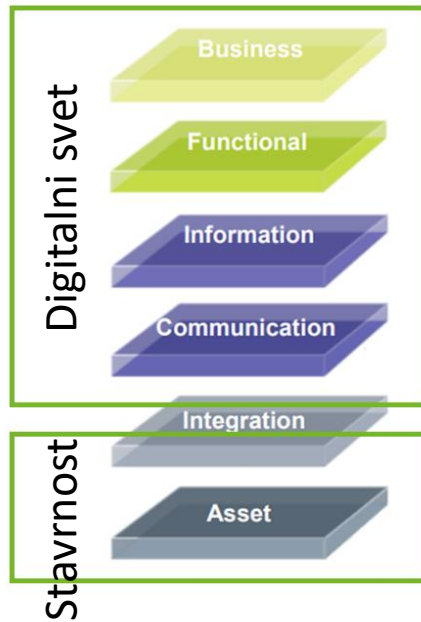 Digitalni svet
Business
Functional
Information
Communication
Integration
Stavrnost
Asset